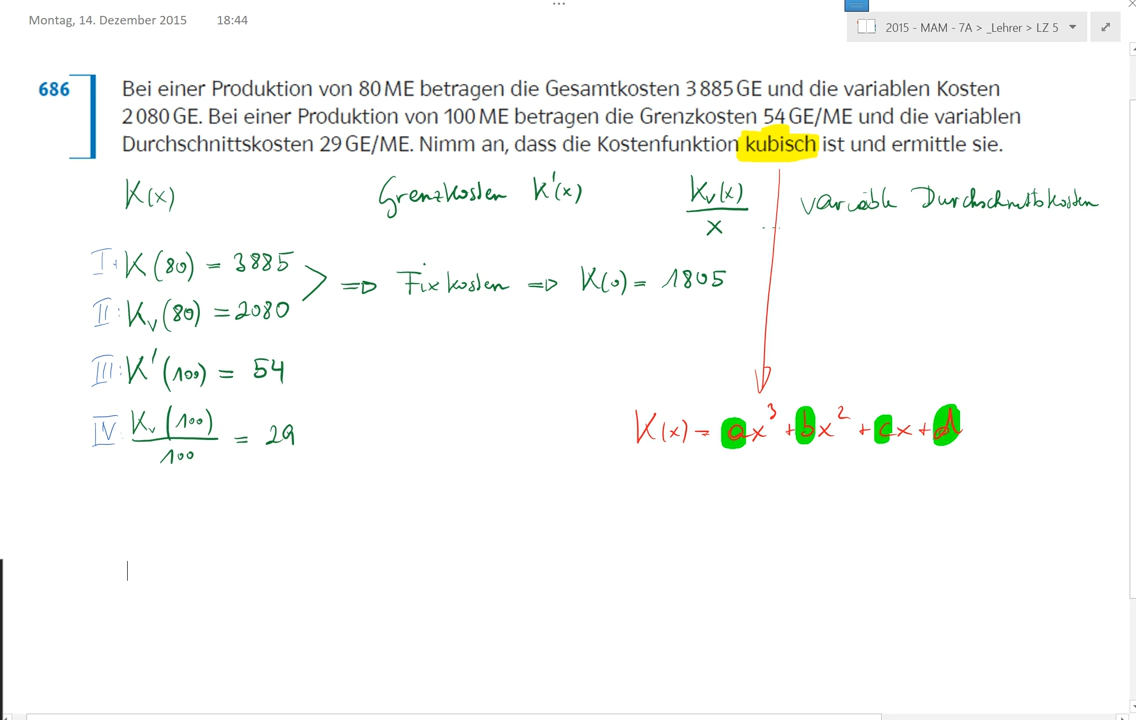 Montag, 14. Dezember 2015 18:44
2015 - MAM - 7A > _Lehrer > LZ 5
686
Bei einer Produktion von 80 ME betragen die Gesamtkosten 3 885 GE und die variablen Kosten
2 080 GE. Bei einer Produktion von 100 ME betragen die Grenzkosten 54 GE/ME und die variablen
Durchschnittskosten 29 GE/ME. Nimm an, dass die Kostenfunktion kubisch ist und ermittle sie.
K(x) Grenzkosten K'(x) Kv(x)/x variable Durchschnittskosten
I: K(80) = 3885
⇒ Fixkosten ⇒ K(0) = 1805
II: Kv(80) = 2080
III: K'(100) = 54
IV: Kv(100)/100 = 29
K(x) = ax³ + bx² + cx + d